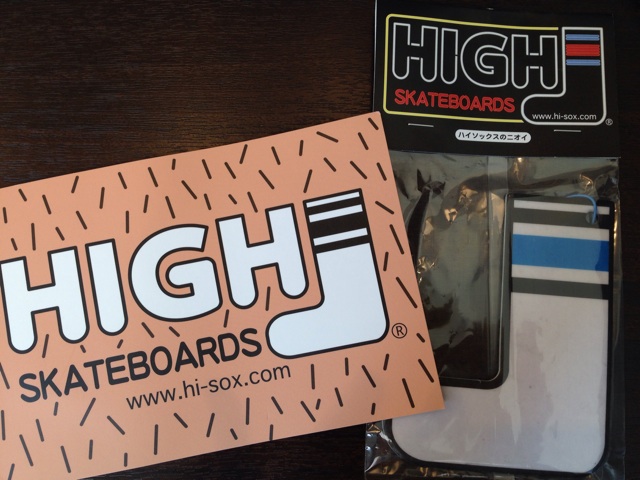 HIGH
SKATEBOARDS
www.hi-sox.com
®
ハイソックスのニオイ
HIGH
SKATEBOARDS
®
www.hi-sox.com